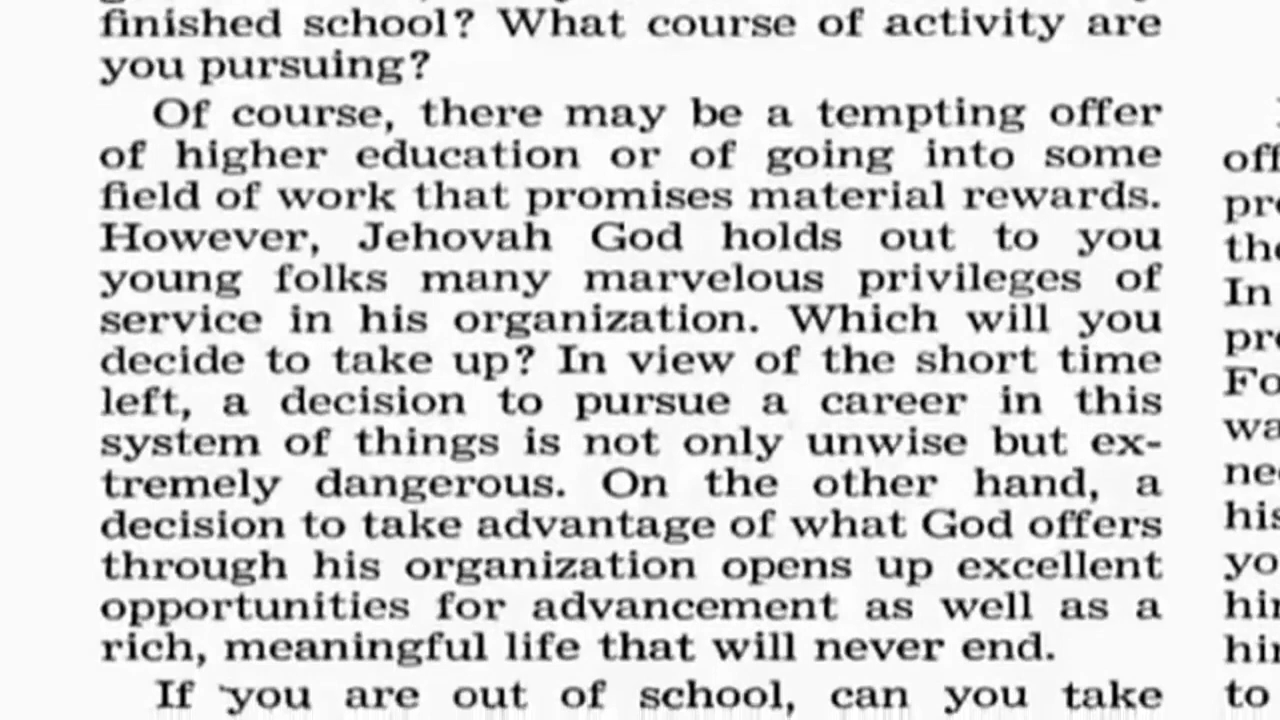 finished school? What course of activity are
you pursuing?
Of course, there may be a tempting offer
of higher education or of going into some
field of work that promises material rewards.
However, Jehovah God holds out to you
young folks many marvelous privileges of
service in his organization. Which will you
decide to take up? In view of the short time
left, a decision to pursue a career in this
system of things is not only unwise but ex-
tremely dangerous. On the other hand, a
decision to take advantage of what God offers
through his organization opens up excellent
opportunities for advancement as well as a
rich, meaningful life that will never end.
If you are out of school, can you take
In
to